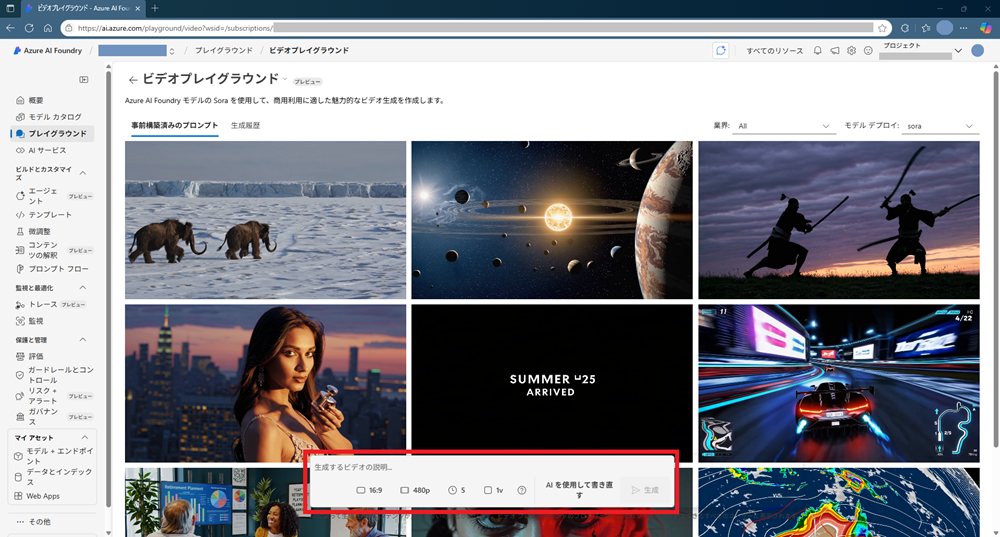 ビデオプレイグラウンド - Azure AI Fou
https://ai.azure.com/playground/video?wsid=/subscriptions/
Azure AI Foundry / / プレイグラウンド / ビデオプレイグラウンド
すべてのリソース
プロジェクト
概要
モデル カタログ
プレイグラウンド
AI サービス
ビルドとカスタマイ
ズ
エージェ
ント
プレビュー
テンプレート
微調整
コンテン
ツの解釈
プレビュー
プロンプト フロー
監視と最適化
トレース プレビュー
監視
保護と管理
評価
ガードレールとコント
ロール
リスク +
アラート
プレビュー
ガバナン
ス
プレビュー
マイ アセット
モデル + エンドポイ
ント
データとインデック
ス
Web Apps
その他
ビデオプレイグラウンド プレビュー
Azure AI Foundry モデルの Sora を使用して、商用利用に適した魅力的なビデオ生成を作成します。
事前構築済みのプロンプト 生成履歴
業界: All モデル デプロイ: sora
SUMMER 25
ARRIVED
11
4/22
生成するビデオの説明...
16:9 480p 5 1v
AI を使用して書き直
す
生成